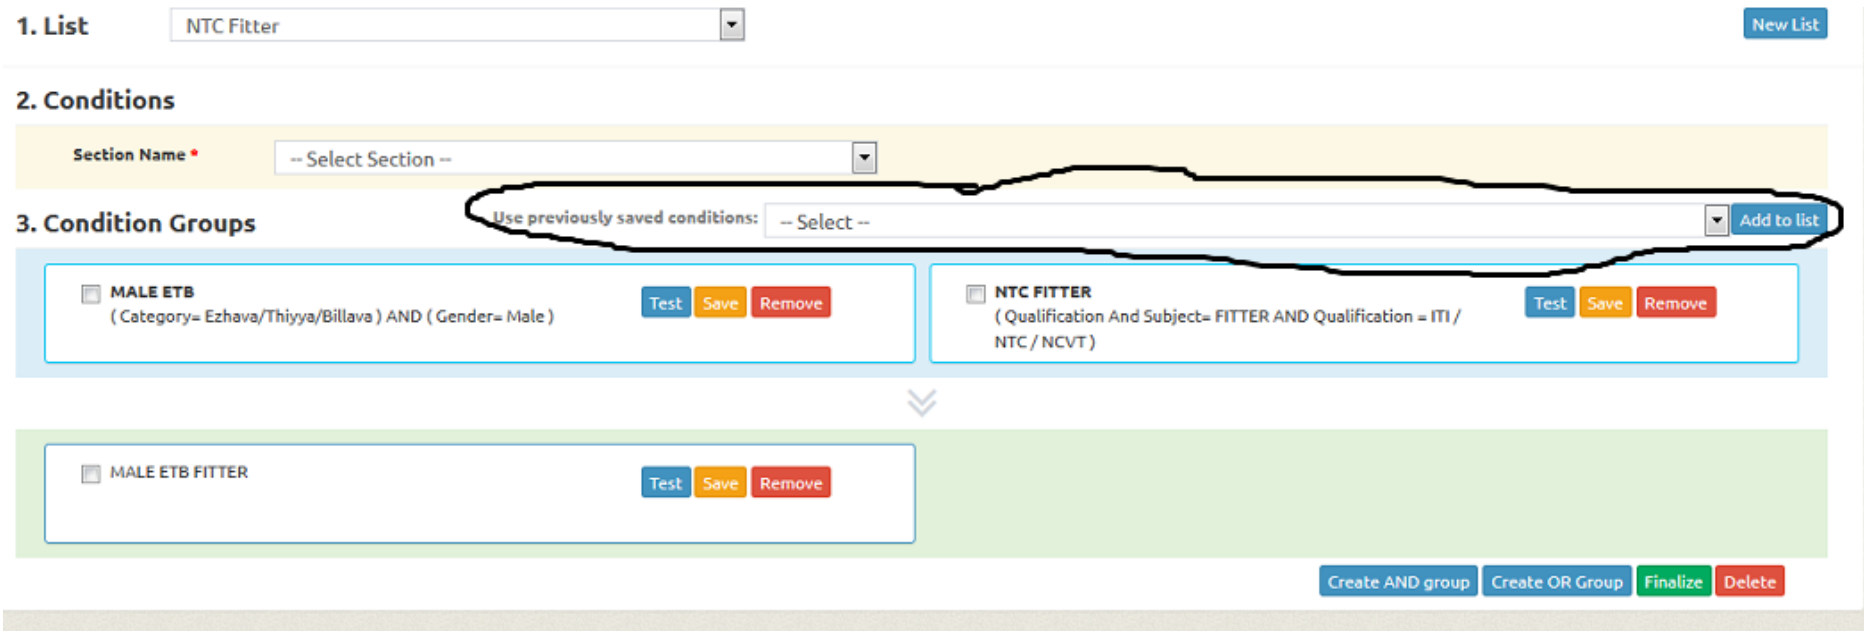 1. List NTC Fitter New List
2. Conditions
Section Name * -- Select Section --
3. Condition Groups Use previously saved conditions: -- Select -- Add to list
MALE ETB Test Save Remove
( Category= Ezhava/Thiyya/Billava ) AND ( Gender= Male )
NTC FITTER Test Save Remove
( Qualification And Subject= FITTER AND Qualification = ITI /
NTC / NCVT )
MALE ETB FITTER Test Save Remove
Create AND group Create OR Group Finalize Delete